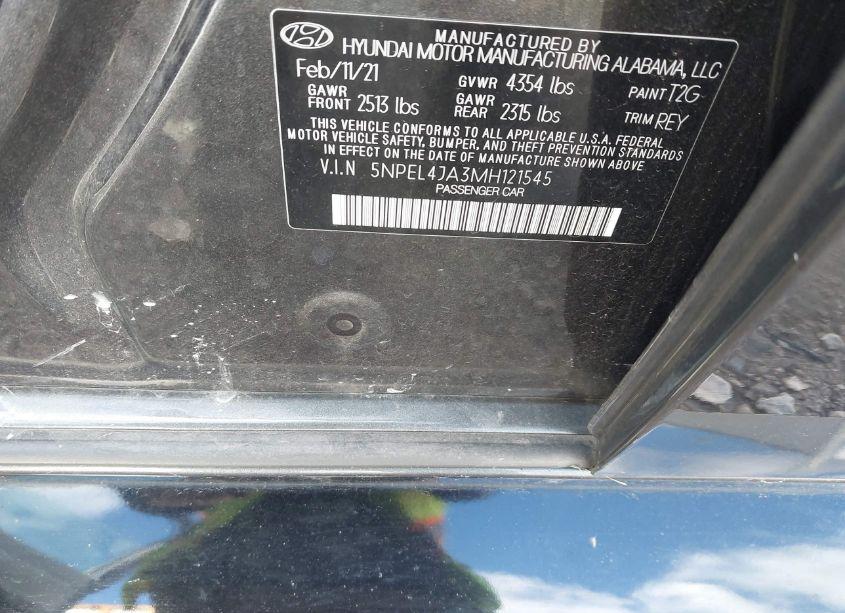 MANUFACTURED BY
HYUNDAI MOTOR MANUFACTURING ALABAMA, LLC
Feb/11/21 GVWR 4354 lbs PAINT T2G
GAWR FRONT 2513 lbs GAWR REAR 2315 lbs TRIM REY
THIS VEHICLE CONFORMS TO ALL APPLICABLE U.S.A. FEDERAL
MOTOR VEHICLE SAFETY, BUMPER, AND THEFT PREVENTION STANDARDS
IN EFFECT ON THE DATE OF MANUFACTURE SHOWN ABOVE
V.I.N 5NPEL4JA3MH121545
PASSENGER CAR